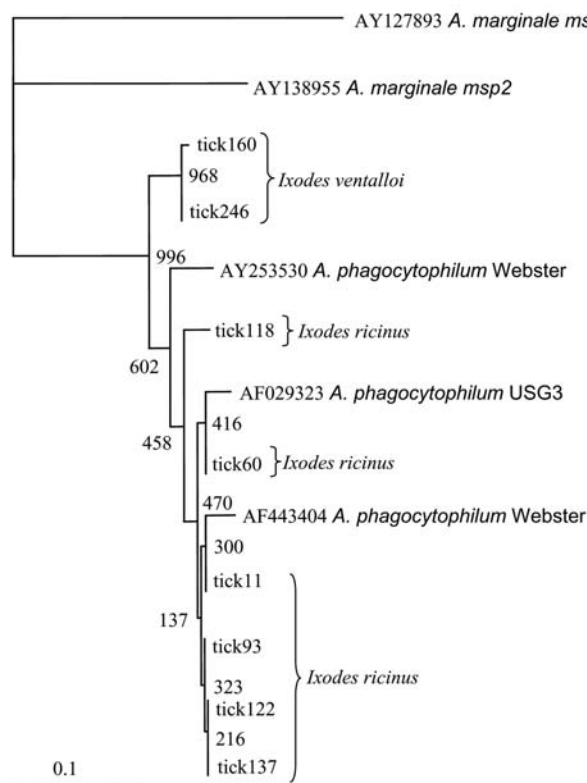 AY127893 A. marginale
AY138955 A. marginale msp2
tick160
968
Ixodes ventalloi
tick246
996
AY253530 A. phagocytophilum Webster
tick118
Ixodes ricinus
602
AF029323 A. phagocytophilum USG3
416
458
tick60
Ixodes ricinus
470
AF443404 A. phagocytophilum Webster
300
tick11
137
tick93
Ixodes ricinus
323
tick122
216
tick137
0.1